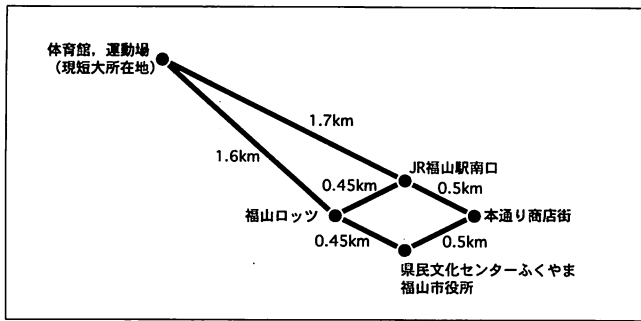 体育館，運動場
（現短大所在地）
1.7km
1.6km
JR福山駅南口
0.45km
0.5km
福山ロッツ
本通り商店街
0.45km
0.5km
県民文化センターふくやま
福山市役所